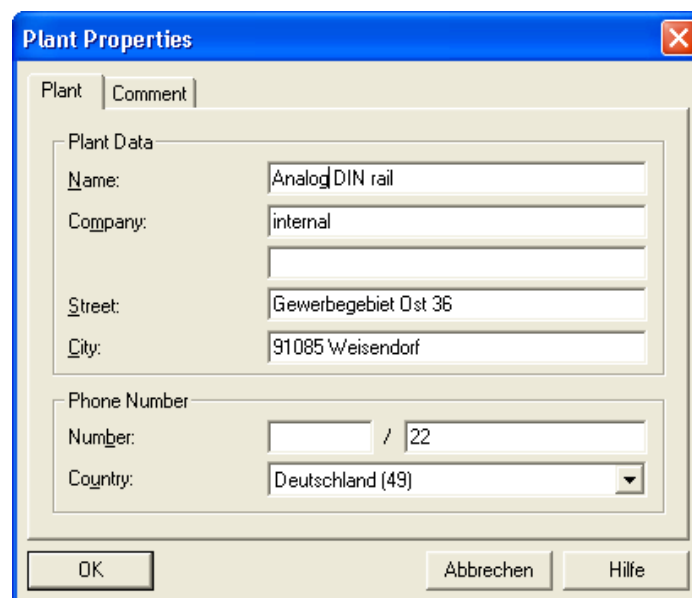 Plant Properties
Plant Comment
Plant Data
Name: Analog DIN rail
Company: internal
Street: Gewerbegebiet Ost 36
City: 91085 Weisendorf
Phone Number
Number: / 22
Country: Deutschland (49)
OK Abbrechen Hilfe